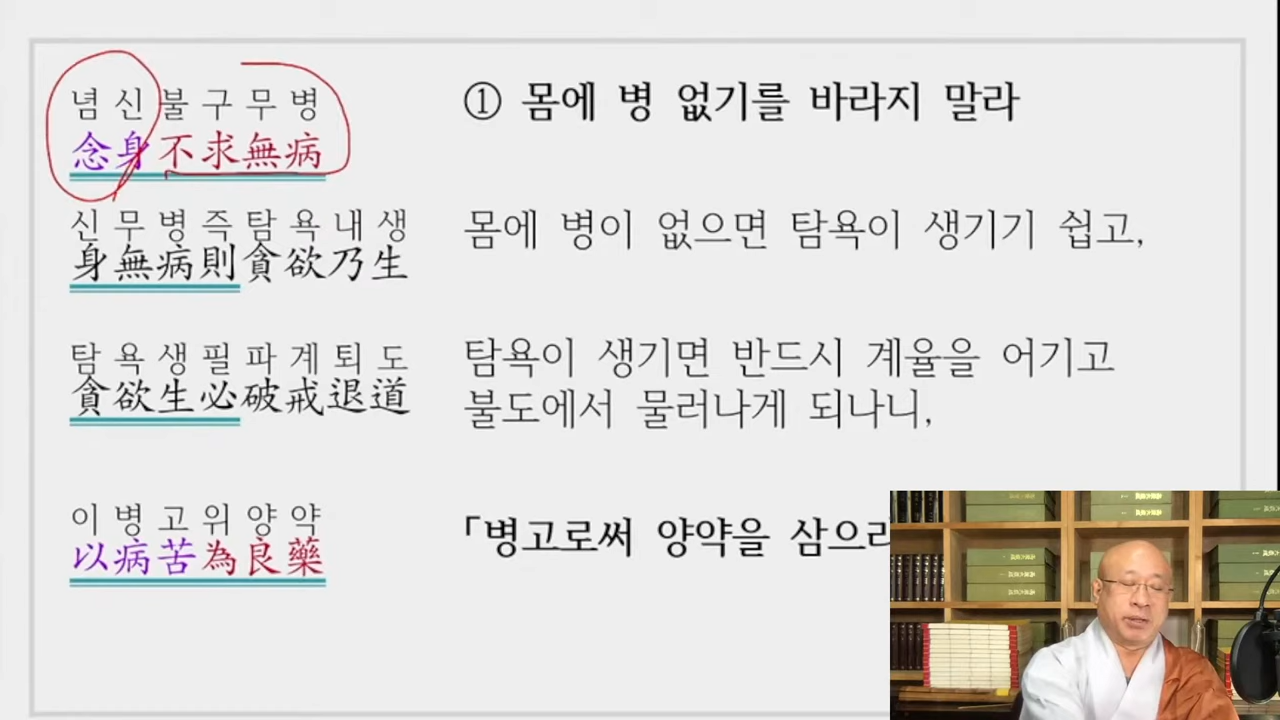 념신불구무병
念身不求無病
① 몸에 병 없기를 바라지 말라
신무병즉탐욕내생
身無病則貪欲乃生
몸에 병이 없으면 탐욕이 생기기 쉽고,
탐욕생필파계퇴도
貪欲生必破戒退道
탐욕이 생기면 반드시 계율을 어기고
불도에서 물러나게 되나니,
이병고위양약
以病苦為良藥
「병고로써 양약을 삼으라